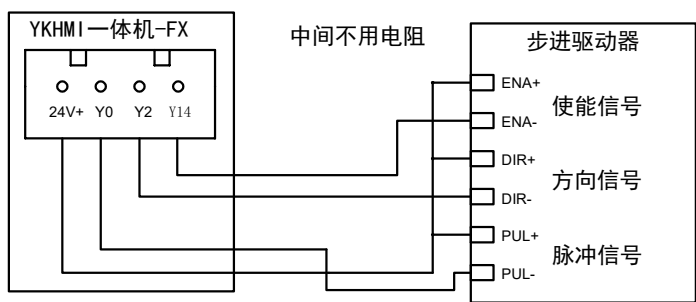 YKHMI一体机-FX
24V+ Y0 Y2 Y14
中间不用电阻
步进驱动器
ENA+
使能信号
ENA-
DIR+
方向信号
DIR-
PUL+
脉冲信号
PUL-